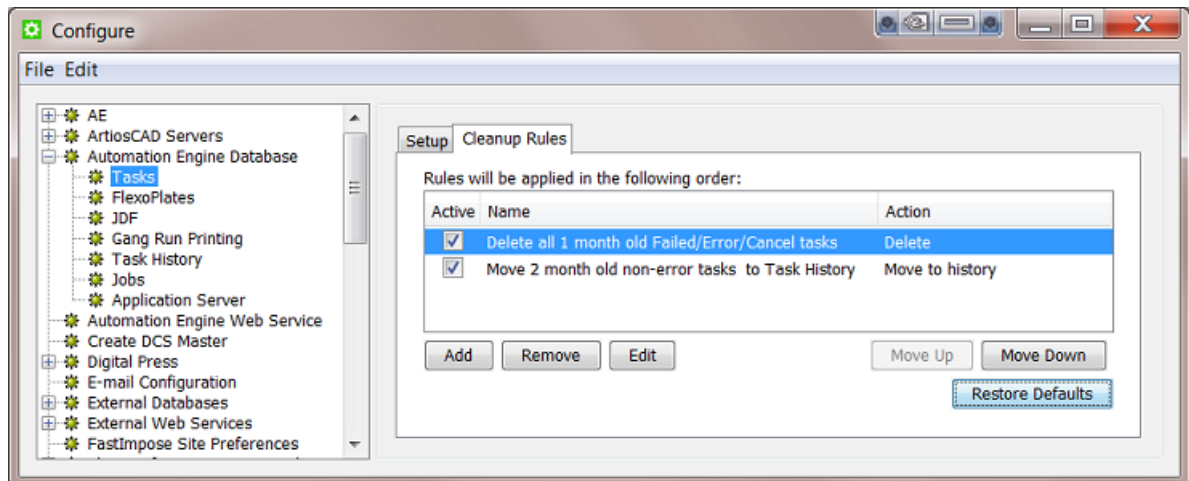 Configure
File Edit
AE
ArtiosCAD Servers
Automation Engine Database
Tasks
FlexoPlates
JDF
Gang Run Printing
Task History
Jobs
Application Server
Automation Engine Web Service
Create DCS Master
Digital Press
E-mail Configuration
External Databases
External Web Services
FastImpose Site Preferences
Setup Cleanup Rules
Rules will be applied in the following order:
Active Name Action
Delete all 1 month old Failed/Error/Cancel tasks Delete
Move 2 month old non-error tasks to Task History Move to history
Add Remove Edit Move Up Move Down
Restore Defaults